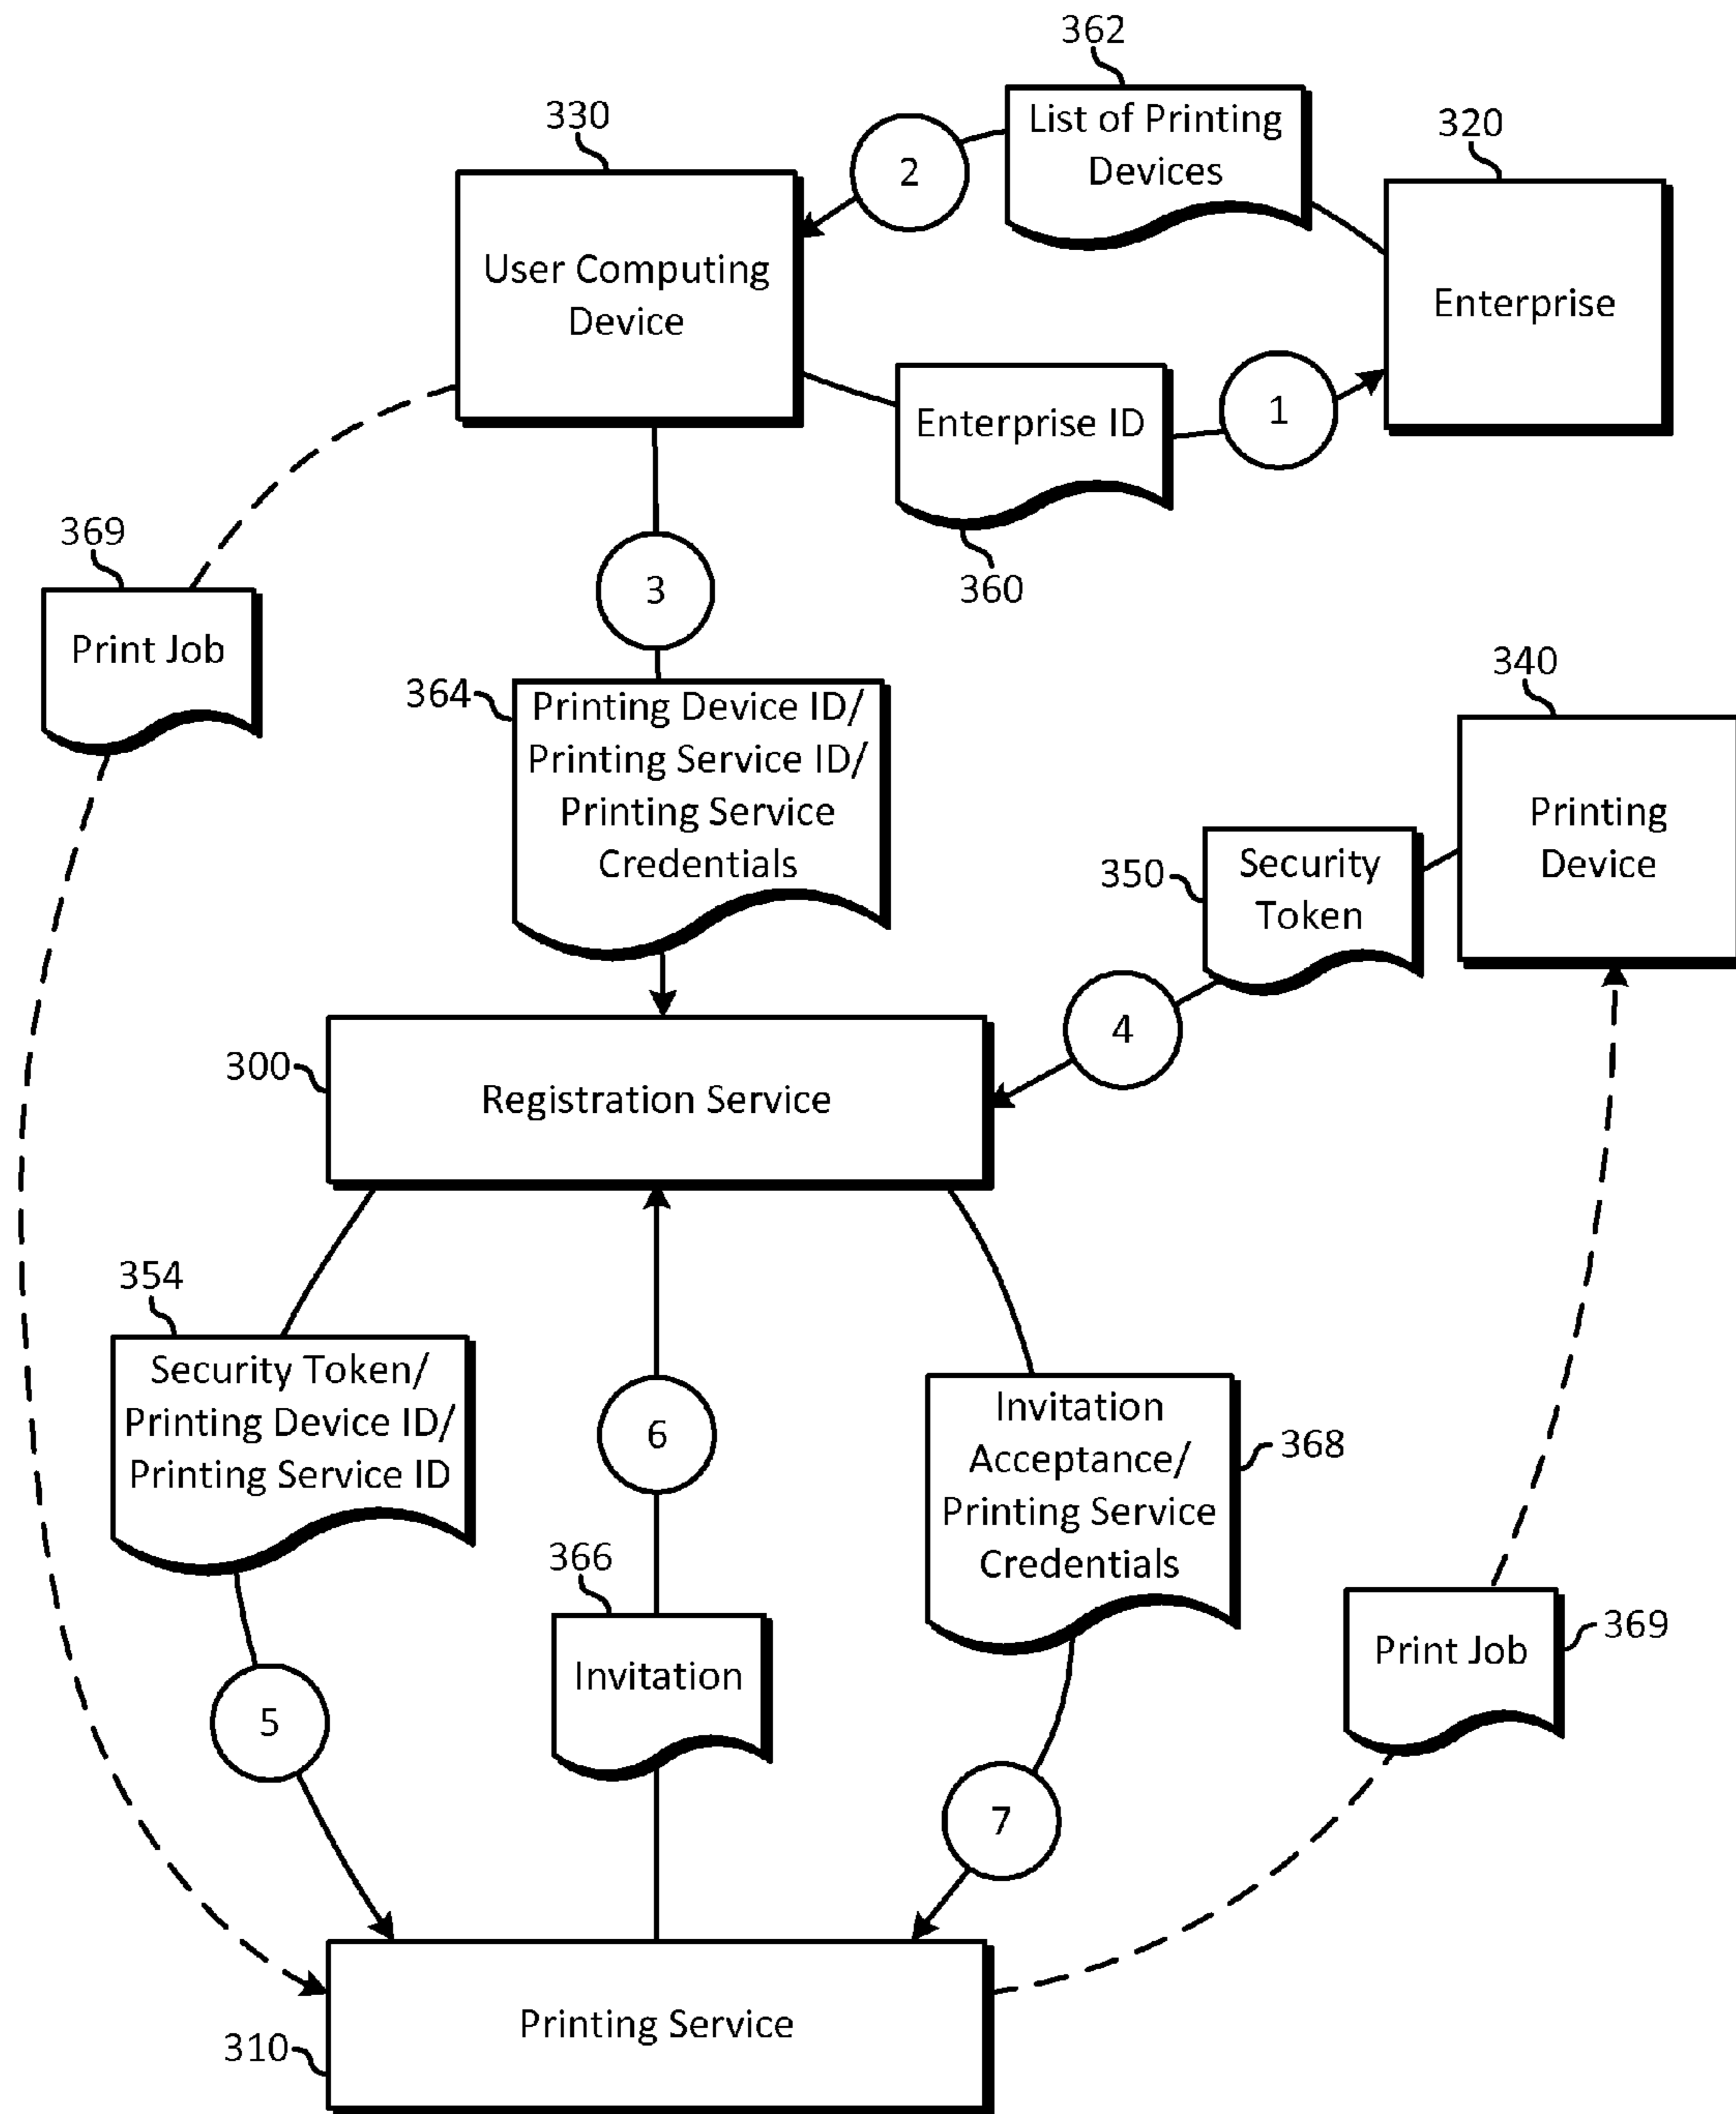 362
List of Printing
Devices
320
330
2
User Computing
Device
Enterprise
Enterprise ID
1
360
369
Print Job
3
364
Printing Device ID/
Printing Service ID/
Printing Service
Credentials
340
Printing
Device
350
Security
Token
4
300
Registration Service
354
Security Token/
Printing Device ID/
Printing Service ID
6
Invitation
Acceptance/
Printing Service
Credentials
368
366
Invitation
5
7
369
Print Job
Printing Service
310